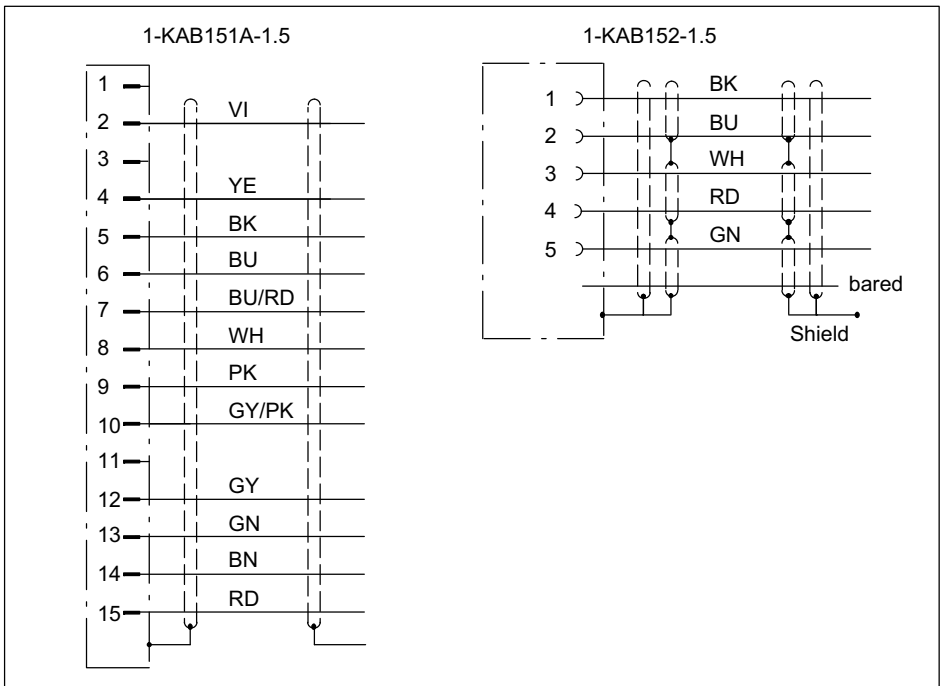 1-KAB151A-1.5
1
2 VI
3
4 YE
5 BK
6 BU
7 BU/RD
8 WH
9 PK
10 GY/PK
11
12 GY
13 GN
14 BN
15 RD
1-KAB152-1.5
1 BK
2 BU
3 WH
4 RD
5 GN
bared
Shield